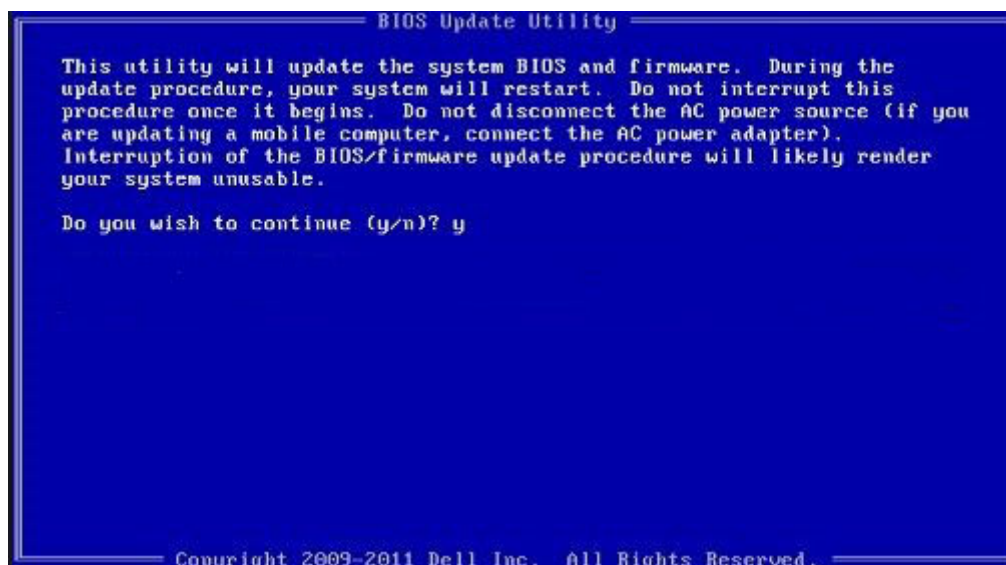 BIOS Update Utility
This utility will update the system BIOS and firmware. During the
update procedure, your system will restart. Do not interrupt this
procedure once it begins. Do not disconnect the AC power source (if you
are updating a mobile computer, connect the AC power adapter).
Interruption of the BIOS/firmware update procedure will likely render
your system unusable.
Do you wish to continue (y/n)? y
Copyright 2009-2011 Dell Inc. All Rights Reserved.